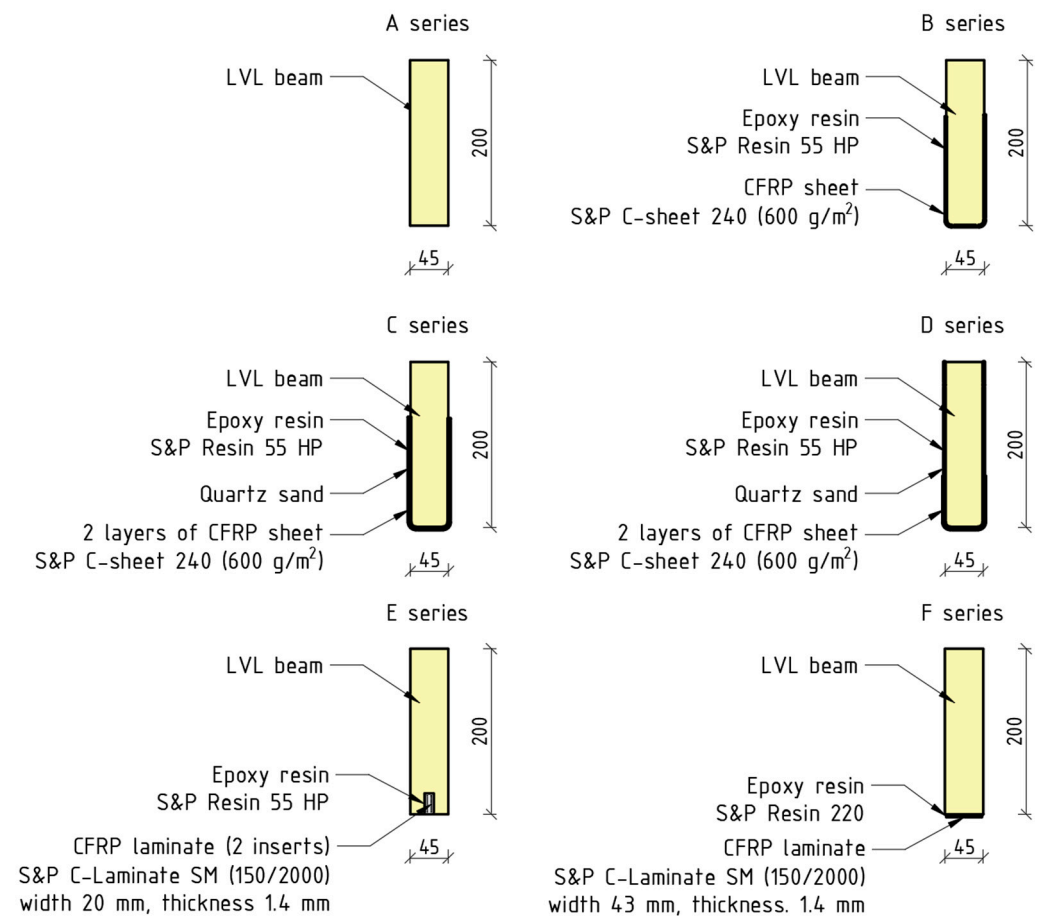 A series
LVL beam
200
45
B series
LVL beam
Epoxy resin
S&P Resin 55 HP
CFRP sheet
S&P C-sheet 240 (600 g/m²)
200
45
C series
LVL beam
Epoxy resin
S&P Resin 55 HP
Quartz sand
2 layers of CFRP sheet
S&P C-sheet 240 (600 g/m²)
200
45
D series
LVL beam
Epoxy resin
S&P Resin 55 HP
Quartz sand
2 layers of CFRP sheet
S&P C-sheet 240 (600 g/m²)
200
45
E series
LVL beam
Epoxy resin
S&P Resin 55 HP
CFRP laminate (2 inserts)
S&P C-Laminate SM (150/2000)
width 20 mm, thickness 1.4 mm
200
45
F series
LVL beam
Epoxy resin
S&P Resin 220
CFRP laminate
S&P C-Laminate SM (150/2000)
width 43 mm, thickness. 1.4 mm
200
45